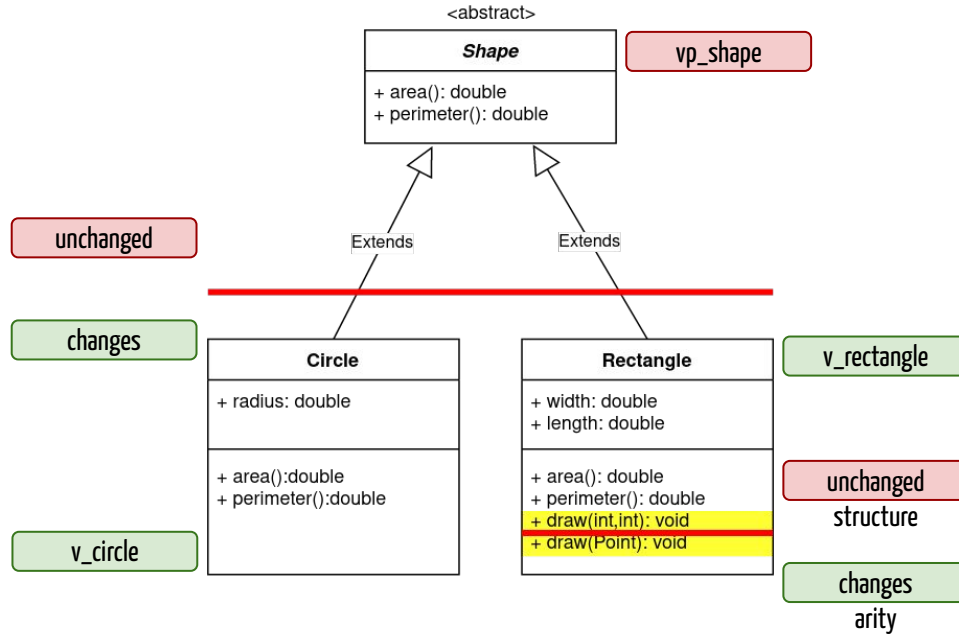 <abstract>
Shape
vp_shape
+ area(): double
+ perimeter(): double
unchanged
Extends
Extends
changes
Circle
Rectangle
v_rectangle
+ radius: double
+ width: double
+ length: double
+ area():double
+ perimeter():double
+ area(): double
+ perimeter(): double
+ draw(int,int): void
+ draw(Point): void
unchanged
structure
v_circle
changes
arity